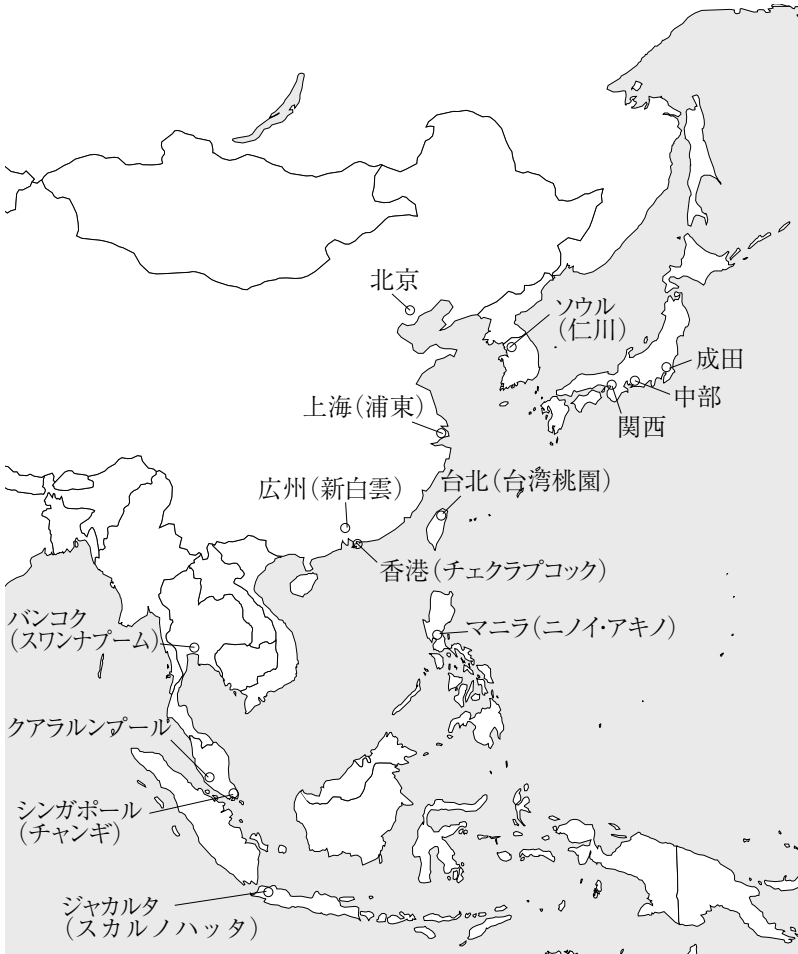 北京
ソウル
(仁川)
成田
中部
関西
上海(浦東)
広州(新白雲)
台北(台湾桃園)
香港(チェクラプコック)
バンコク
(スワンナプーム)
マニラ(ニノイ・アキノ)
クアラルンプール
シンガポール
(チャンギ)
ジャカルタ
(スカルノハッタ)